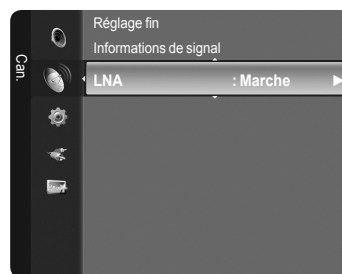 Can.
Réglage fin
Informations de signal
LNA : Marche